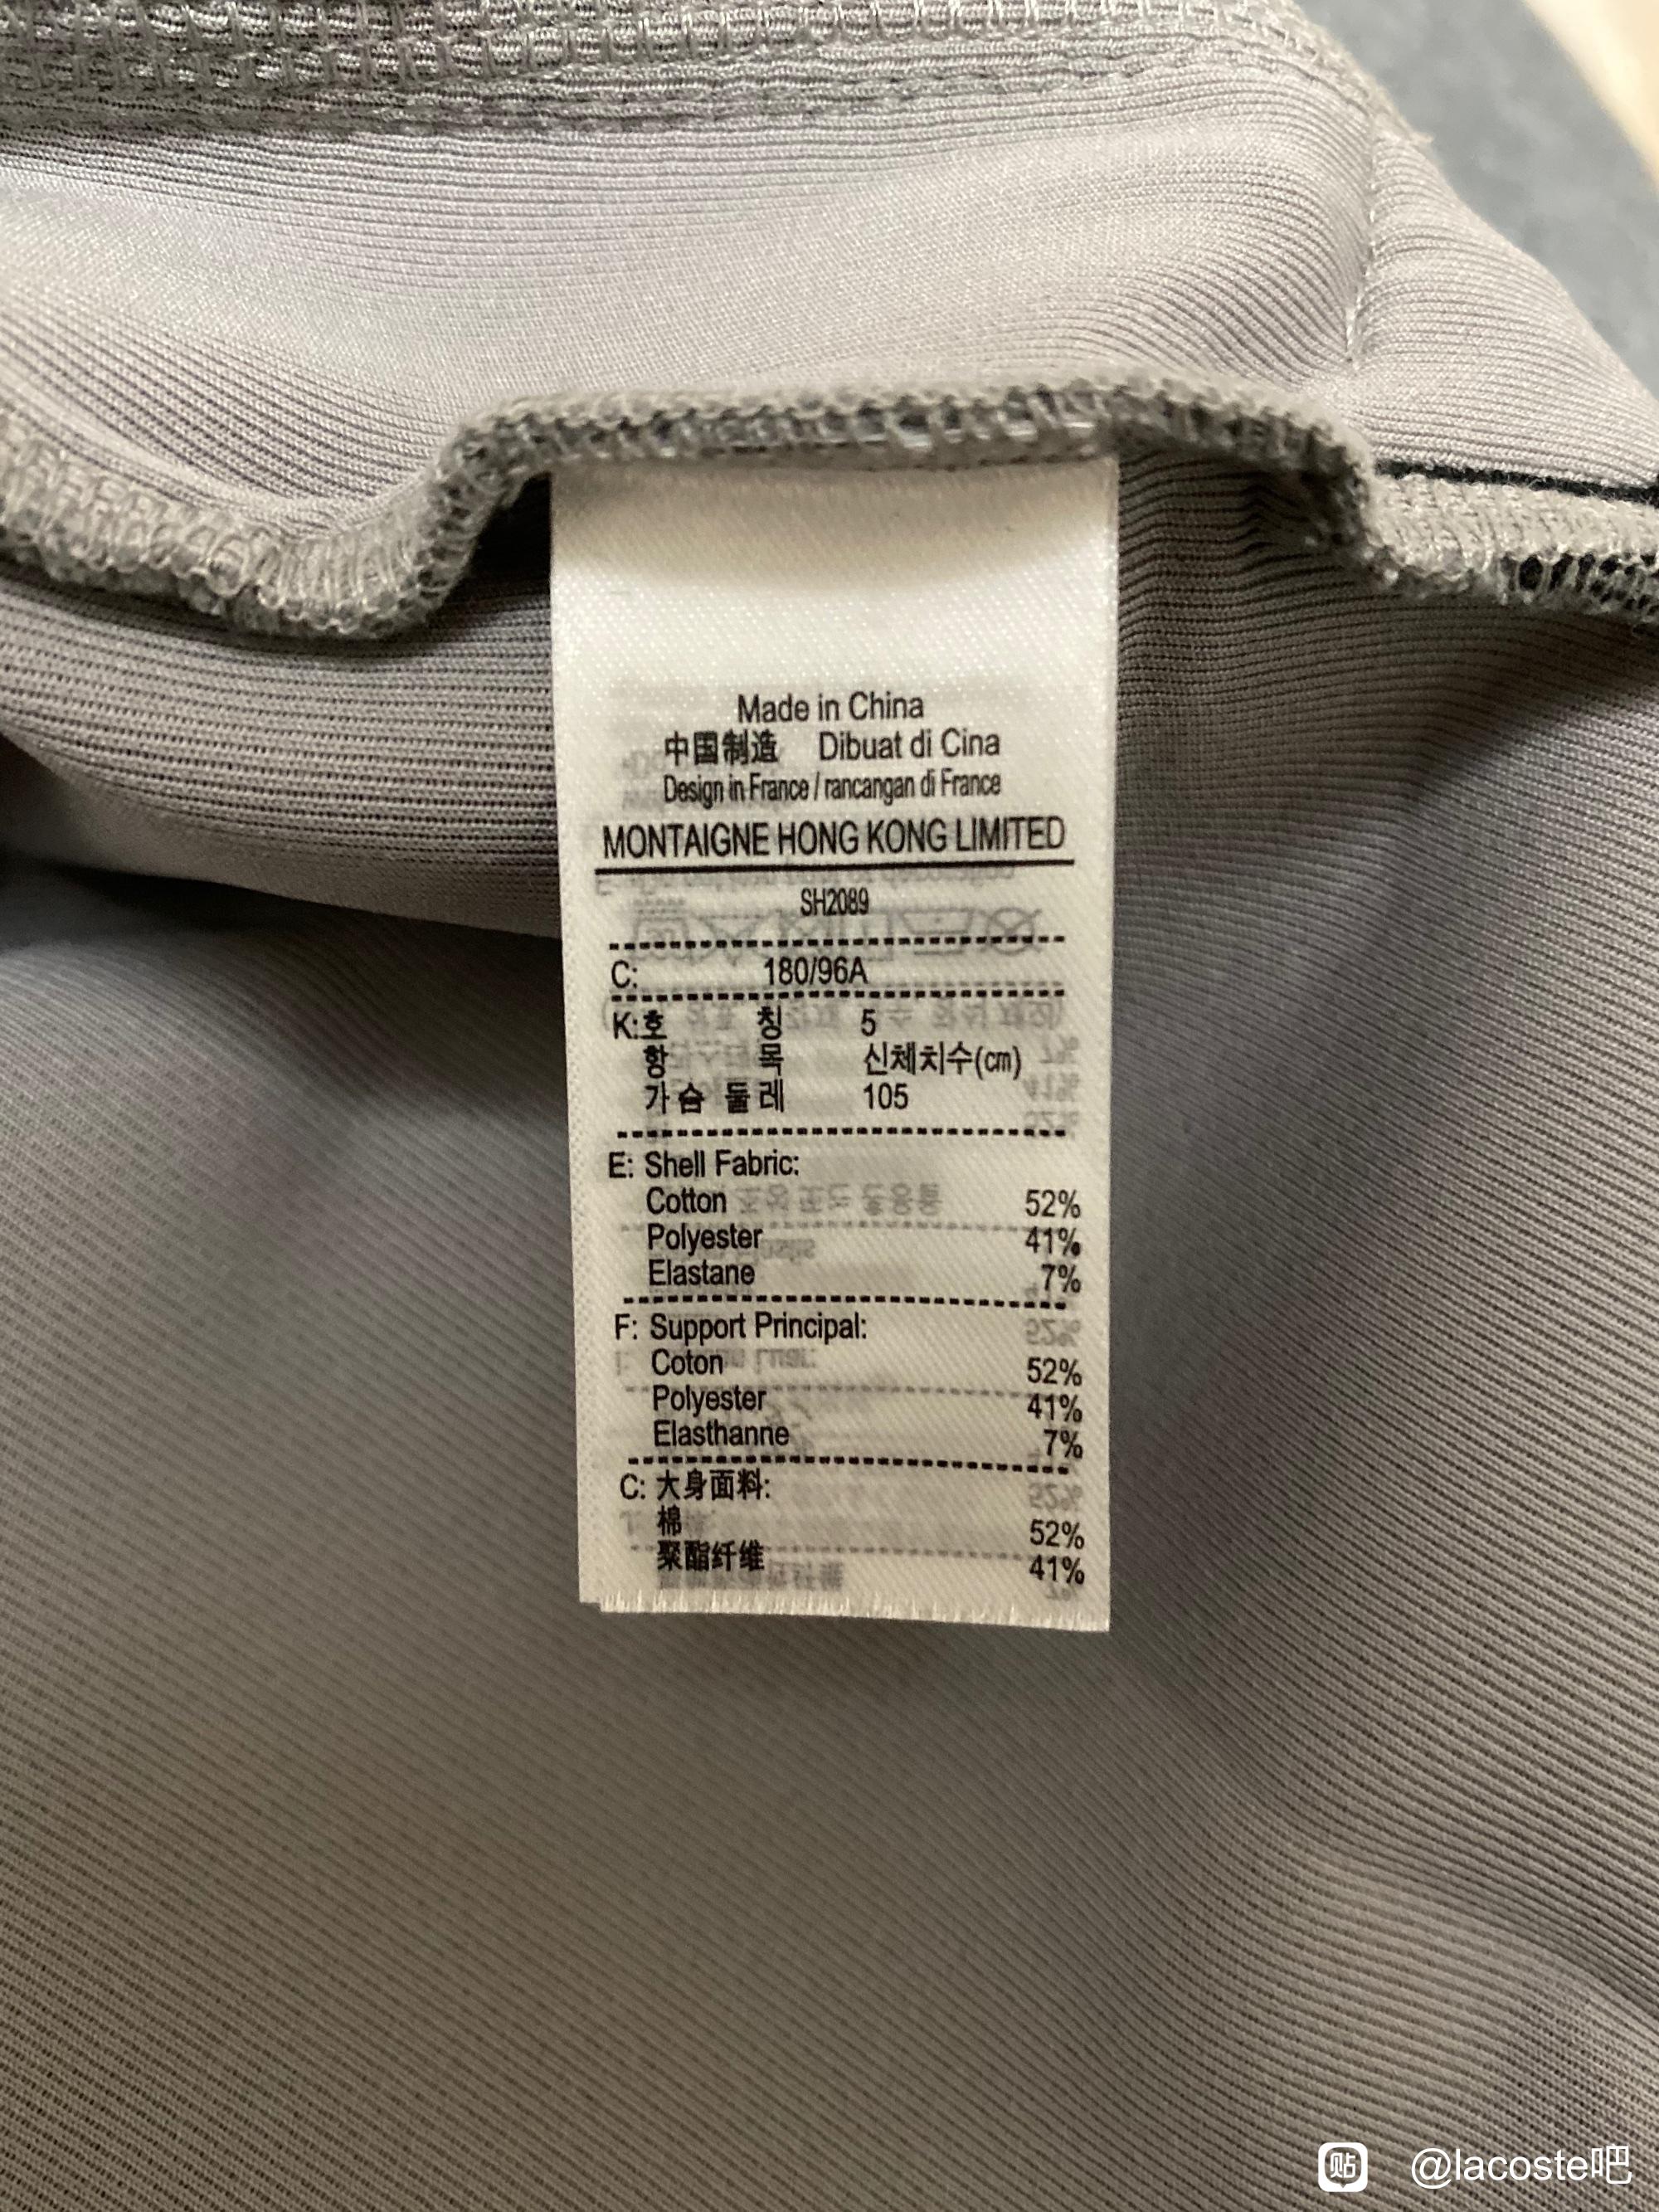 Made in China
中国制造 Dibuat di Cina
Design in France / rancangan di France
MONTAIGNE HONG KONG LIMITED
SH2089
C: 180/96A
K:호 칭 5
항 목 신체치수(cm)
가슴 둘레 105
E: Shell Fabric:
Cotton 52%
Polyester 41%
Elastane 7%
F: Support Principal:
Coton 52%
Polyester 41%
Elasthanne 7%
C: 大身面料:
棉 52%
聚酯纤维 41%
贴 @lacoste吧